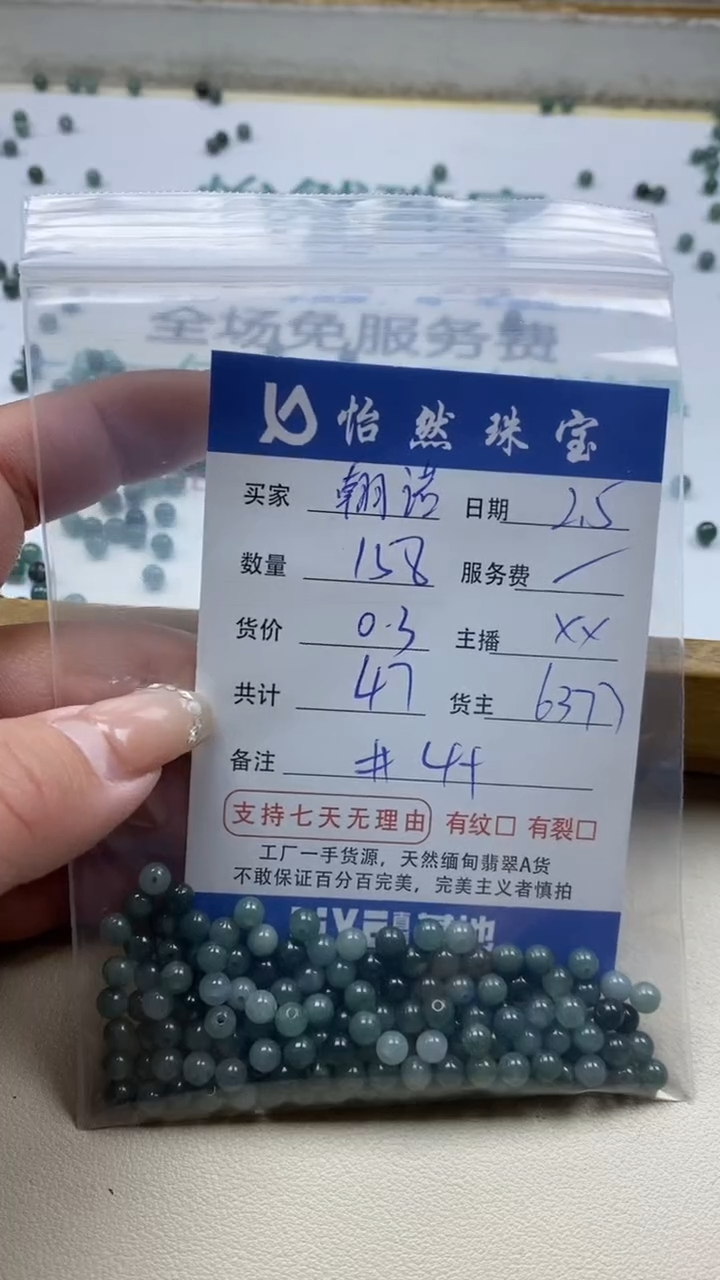 全场免服务费
怡然珠宝
买家 翱诺 日期 2.5
数量 158 服务费 /
货价 0.3 主播 XX
共计 47 货主 637)
备注 #44
支持七天无理由 有纹□ 有裂□
工厂一手货源，天然缅甸翡翠A货
不敢保证百分百完美，完美主义者慎拍